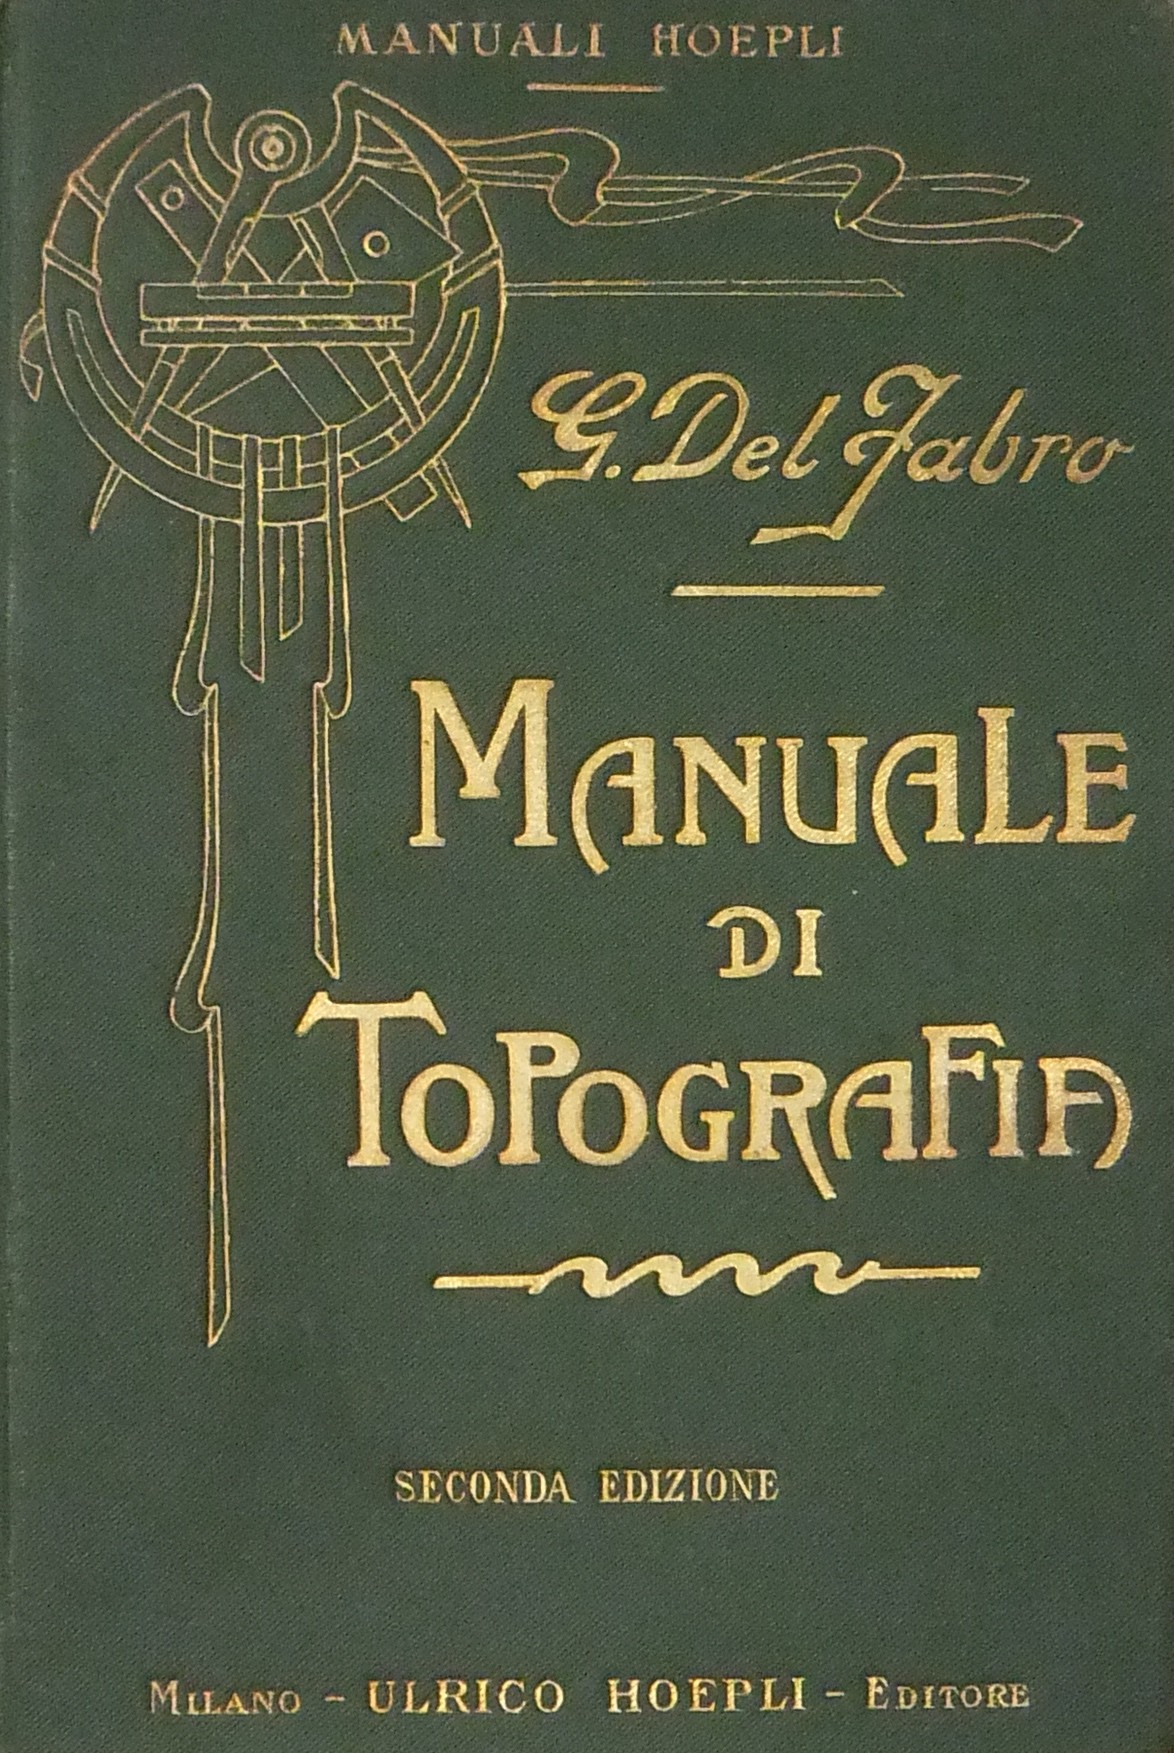 MANUALI HOEPLI
G. Del Fabro
MANUALE
DI
TOPOGRAFIA
SECONDA EDIZIONE
MILANO - ULRICO HOEPLI - EDITORE